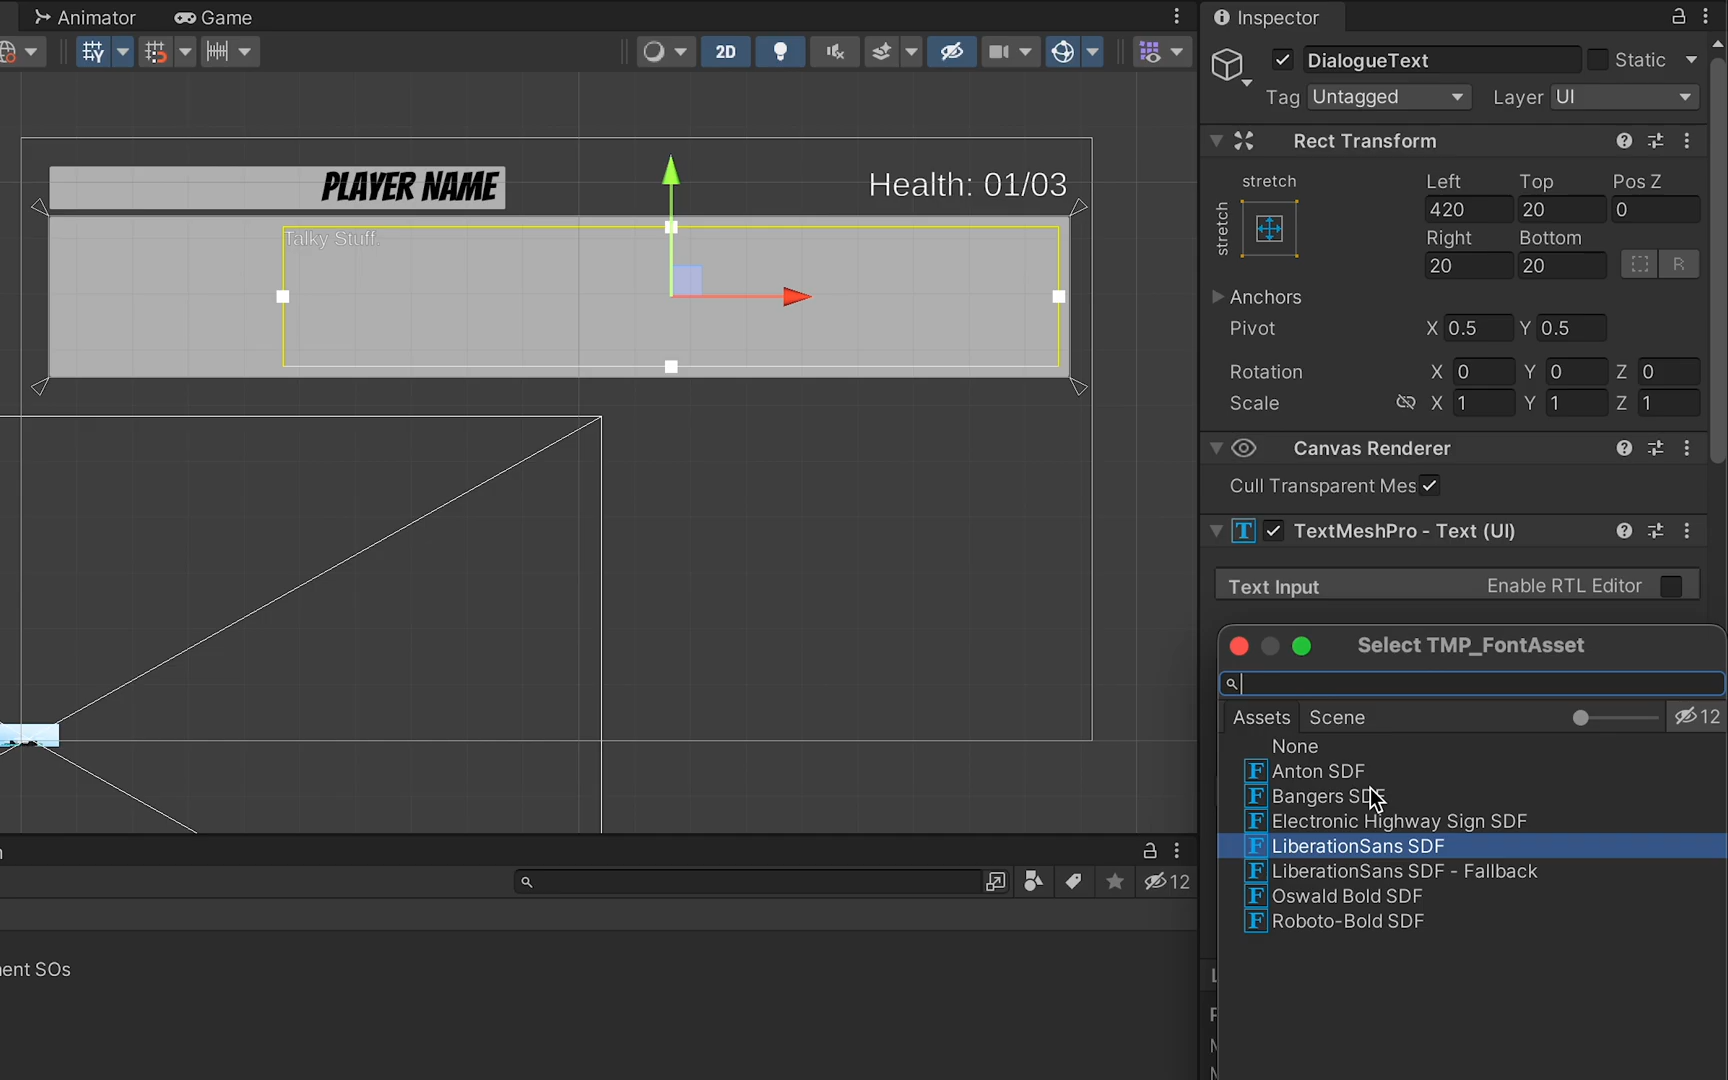 Animator Game
2D
PLAYER NAME
Health: 01/03
Talky Stuff.
ent SOs
12
Inspector
DialogueText Static
Tag Untagged Layer UI
Rect Transform
stretch
stretch
Left Top Pos Z
420 20 0
Right Bottom
20 20 R
Anchors
Pivot X 0.5 Y 0.5
Rotation X 0 Y 0 Z 0
Scale X 1 Y 1 Z 1
Canvas Renderer
Cull Transparent Mes
T TextMeshPro - Text (UI)
Text Input Enable RTL Editor
Select TMP_FontAsset
Assets Scene 12
None
F Anton SDF
F Bangers SDF
F Electronic Highway Sign SDF
F LiberationSans SDF
F LiberationSans SDF - Fallback
F Oswald Bold SDF
F Roboto-Bold SDF